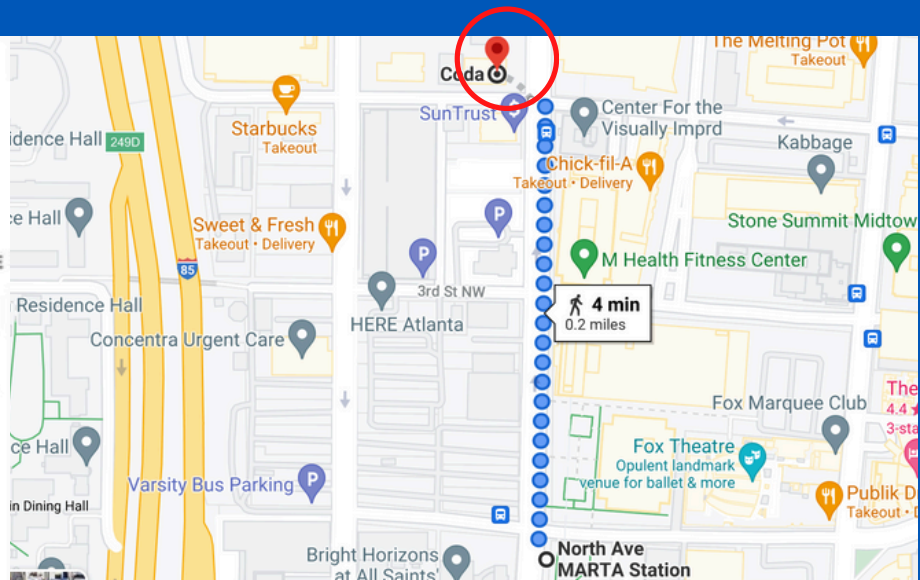 The Melting Pot
Takeout
Coda
SunTrust
Center For the
Visually Imprd
Starbucks
Takeout
idence Hall
249D
Kabbage
Chick-fil-A
Takeout • Delivery
ce Hall
P
Sweet & Fresh
Takeout • Delivery
Stone Summit Midtow
P
M Health Fitness Center
85
3rd St NW
Residence Hall
4 min
0.2 miles
HERE Atlanta
Concentra Urgent Care
The
4.4
3-sta
Fox Marquee Club
ce Hall
Fox Theatre
Opulent landmark
venue for ballet & more
Varsity Bus Parking
P
Publik D
Takeout •
in Dining Hall
North Ave
MARTA Station
Bright Horizons
at All Saints'